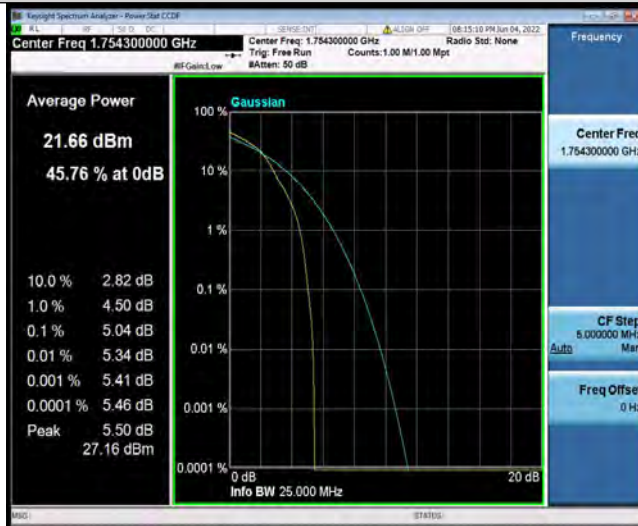 Keysight Spectrum Analyzer - Power Stat CCDF
RL RF 50 Ω DC SENSE:INT ALIGN OFF 08:15:10 PM Jun 04, 2022
Center Freq 1.754300000 GHz
Center Freq: 1.754300000 GHz
Radio Std: None
Trig: Free Run
Counts:1.00 M/1.00 Mpt
#IFGain:Low
#Atten: 50 dB
Frequency
Average Power
21.66 dBm
45.76 % at 0dB
10.0 % 2.82 dB
1.0 % 4.50 dB
0.1 % 5.04 dB
0.01 % 5.34 dB
0.001 % 5.41 dB
0.0001 % 5.46 dB
Peak 5.50 dB
27.16 dBm
Gaussian
100 %
10 %
1 %
0.1 %
0.01 %
0.001 %
0.0001 %
0 dB
20 dB
Info BW 25.000 MHz
Center Freq
1.754300000 GHz
CF Step
5.000000 MHz
Auto Man
Freq Offse
0 Hz
MSG
STATUS